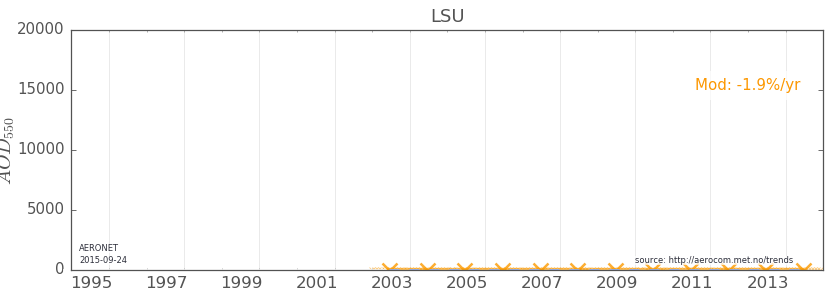 LSU
20000
15000
10000
5000
0
AOD550
Mod: -1.9%/yr
AERONET
2015-09-24
source: http://aerocom.met.no/trends
1995 1997 1999 2001 2003 2005 2007 2009 2011 2013